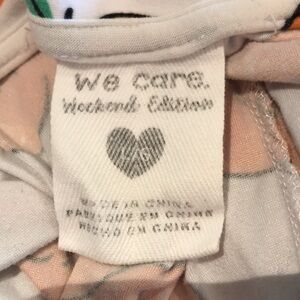 we care.
Weekend Edition
MADE IN CHINA
FABRIQUE EN CHINE
HECHO EN CHINA